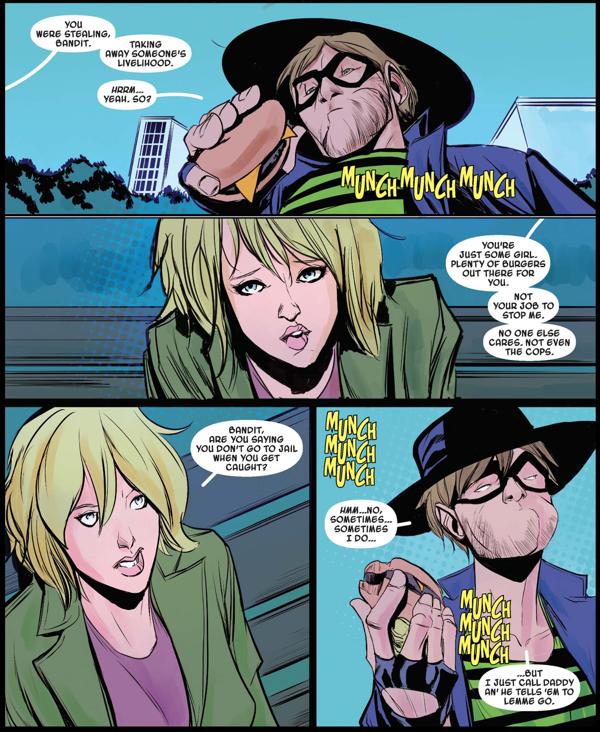 YOU
WERE STEALING,
BANDIT.
TAKING
AWAY SOMEONE'S
LIVELIHOOD.
HRRM...
YEAH. SO?
MUNCH MUNCH MUNCH
YOU'RE
JUST SOME GIRL.
PLENTY OF BURGERS
OUT THERE FOR
YOU.
NOT
YOUR JOB TO
STOP ME.
NO ONE ELSE
CARES. NOT EVEN
THE COPS.
BANDIT,
ARE YOU SAYING
YOU DON'T GO TO JAIL
WHEN YOU GET
CAUGHT?
MUNCH
MUNCH
MUNCH
HMM...NO,
SOMETIMES...
SOMETIMES
I DO...
MUNCH
MUNCH
MUNCH
...BUT
I JUST CALL DADDY
AN' HE TELLS 'EM TO
LEMME GO.